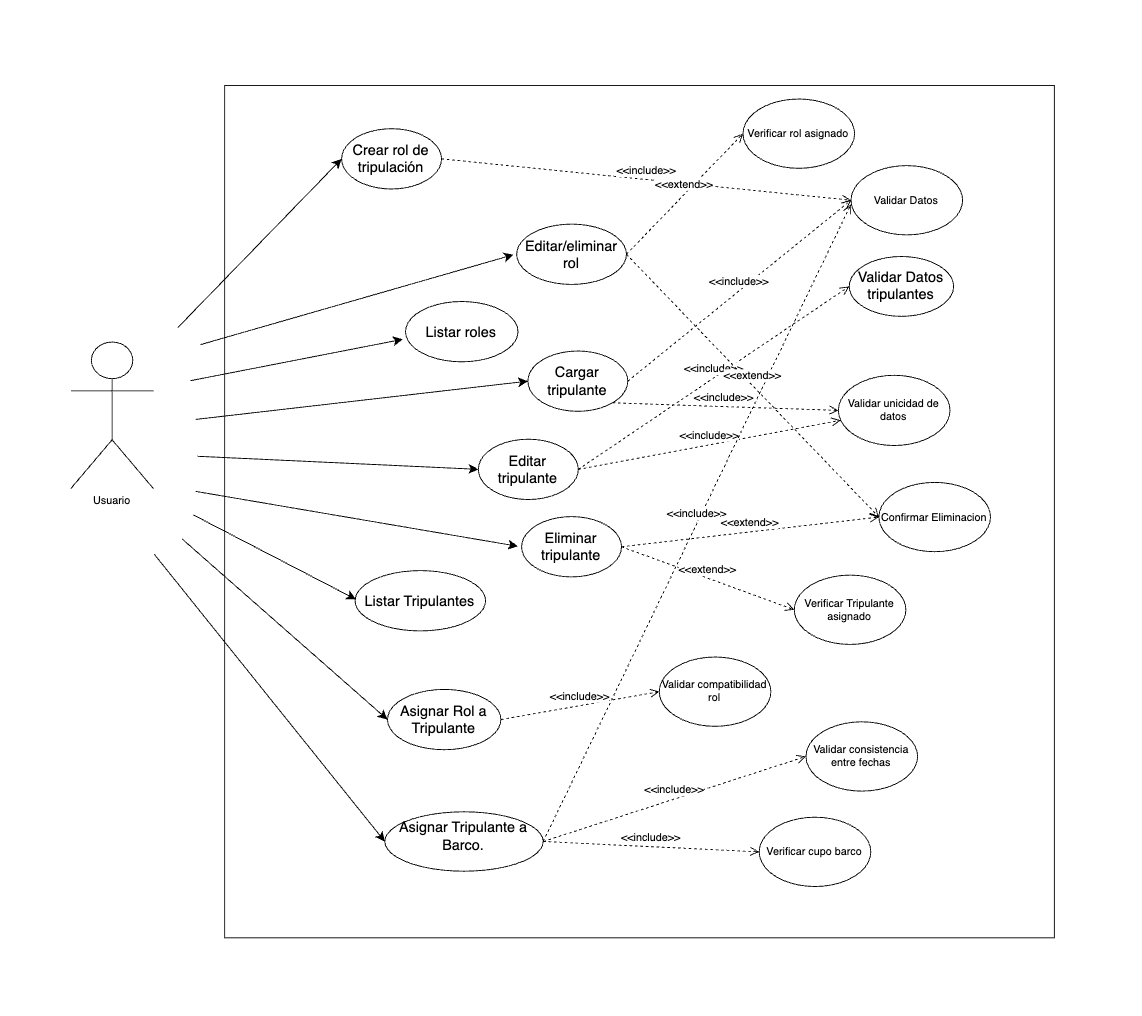 Verificar rol asignado
Crear rol de
tripulación
<<include>>
<<extend>>
Validar Datos
Editar/eliminar
rol
Validar Datos
tripulantes
<<include>>
Listar roles
Cargar
tripulante
<<include>>
<<extend>>
<<include>>
Validar unicidad de
datos
<<include>>
Editar
tripulante
Usuario
<<include>>
<<extend>>
Confirmar Eliminacion
Eliminar
tripulante
<<extend>>
Listar Tripulantes
Verificar Tripulante
asignado
Validar compatibilidad
rol
<<include>>
Asignar Rol a
Tripulante
Validar consistencia
entre fechas
<<include>>
Asignar Tripulante a
Barco.
<<include>>
Verificar cupo barco